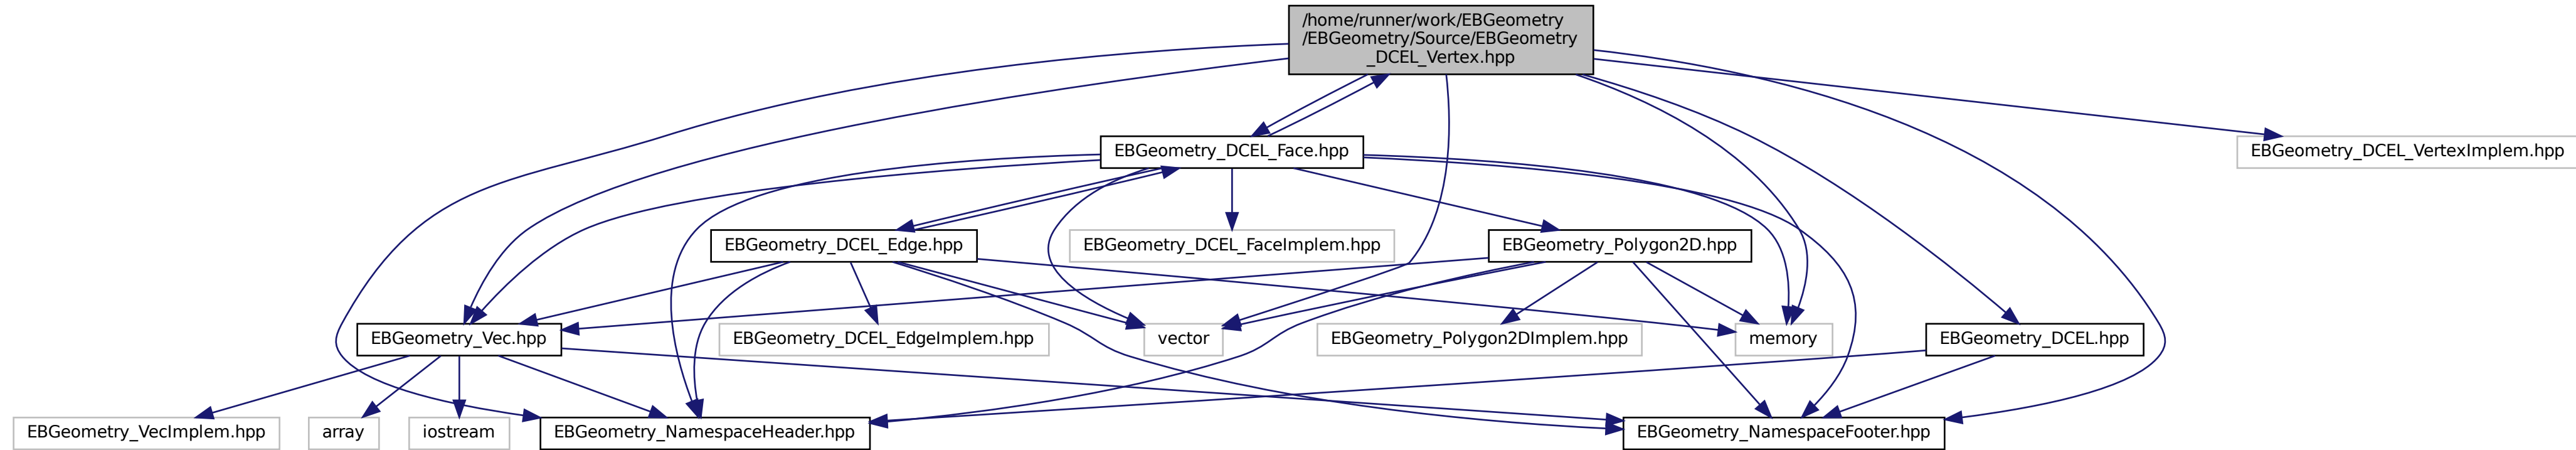 /home/runner/work/EBGeometry
/EBGeometry/Source/EBGeometry
_DCEL_Vertex.hpp
EBGeometry_DCEL_Face.hpp
EBGeometry_DCEL_VertexImplem.hpp
EBGeometry_DCEL_Edge.hpp
EBGeometry_DCEL_FaceImplem.hpp
EBGeometry_Polygon2D.hpp
EBGeometry_Vec.hpp
EBGeometry_DCEL_EdgeImplem.hpp
vector
EBGeometry_Polygon2DImplem.hpp
memory
EBGeometry_DCEL.hpp
EBGeometry_VecImplem.hpp
array
iostream
EBGeometry_NamespaceHeader.hpp
EBGeometry_NamespaceFooter.hpp